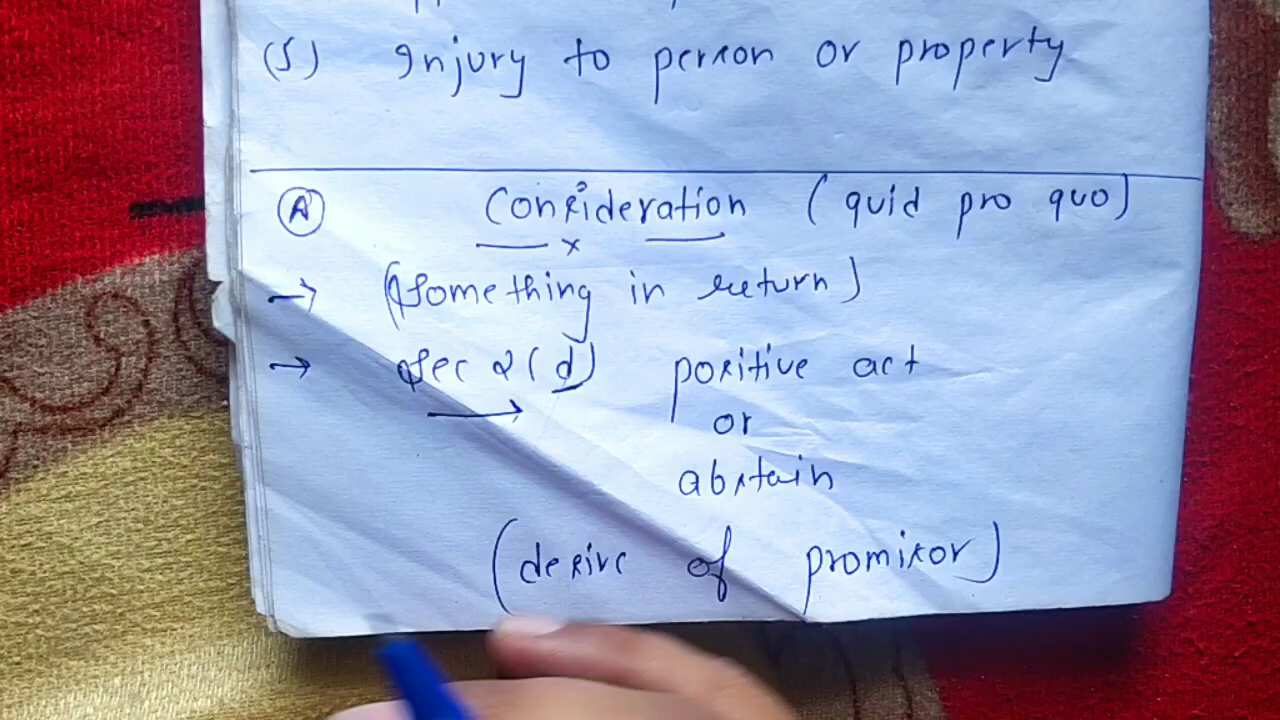 (5) Injury to person or property
(A) Consideration (quid pro quo)
→ (Something in return)
→ Sec 2(d) positive act
or
abstain
(desire of promisor)